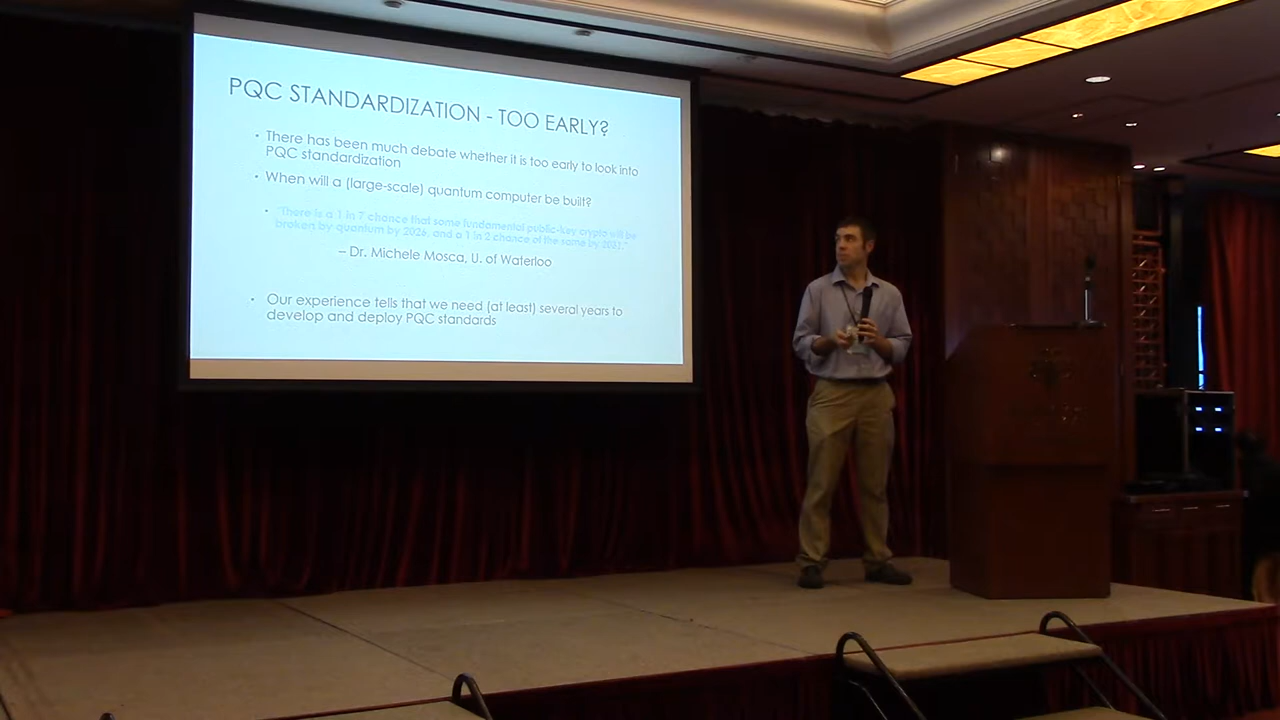 PQC STANDARDIZATION - TOO EARLY?
• There has been much debate whether it is too early to look into
PQC standardization
• When will a (large-scale) quantum computer be built?
• "There is a 1 in 7 chance that some fundamental public-key crypto will be
broken by quantum by 2026, and a 1 in 2 chance of the same by 2031."
– Dr. Michele Mosca, U. of Waterloo
• Our experience tells that we need (at least) several years to
develop and deploy PQC standards